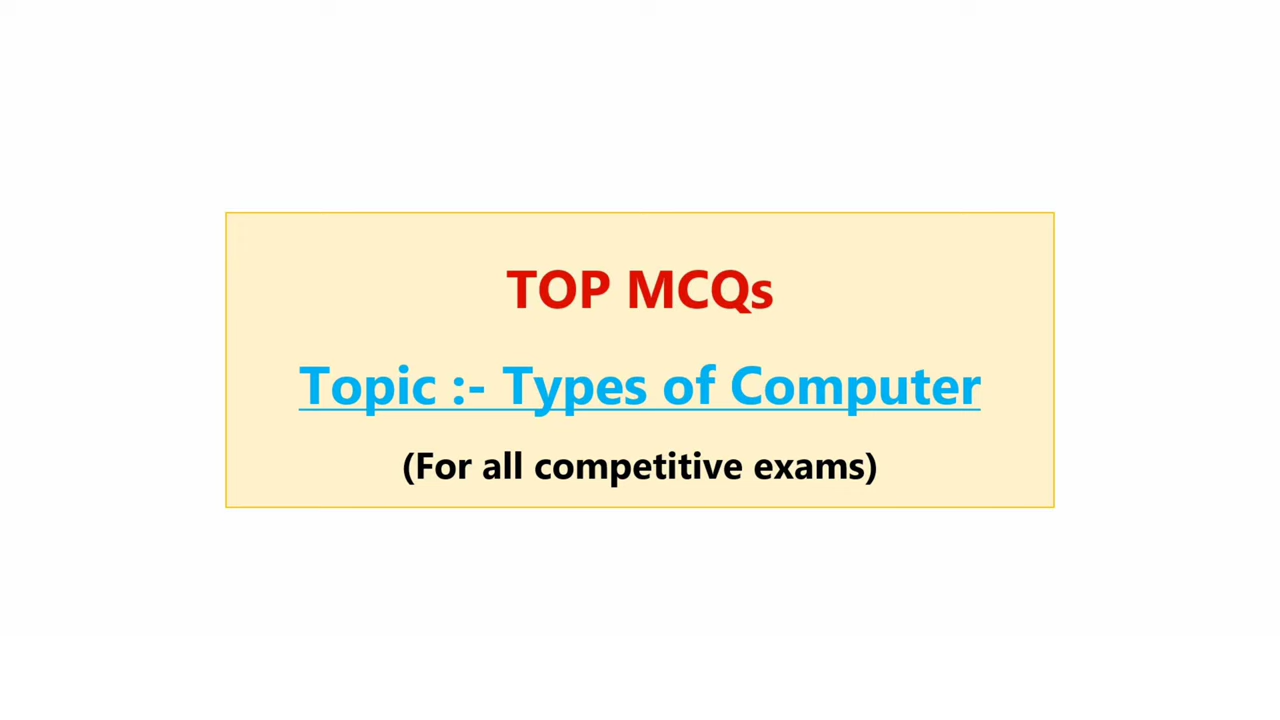 TOP MCQs
Topic :- Types of Computer
(For all competitive exams)